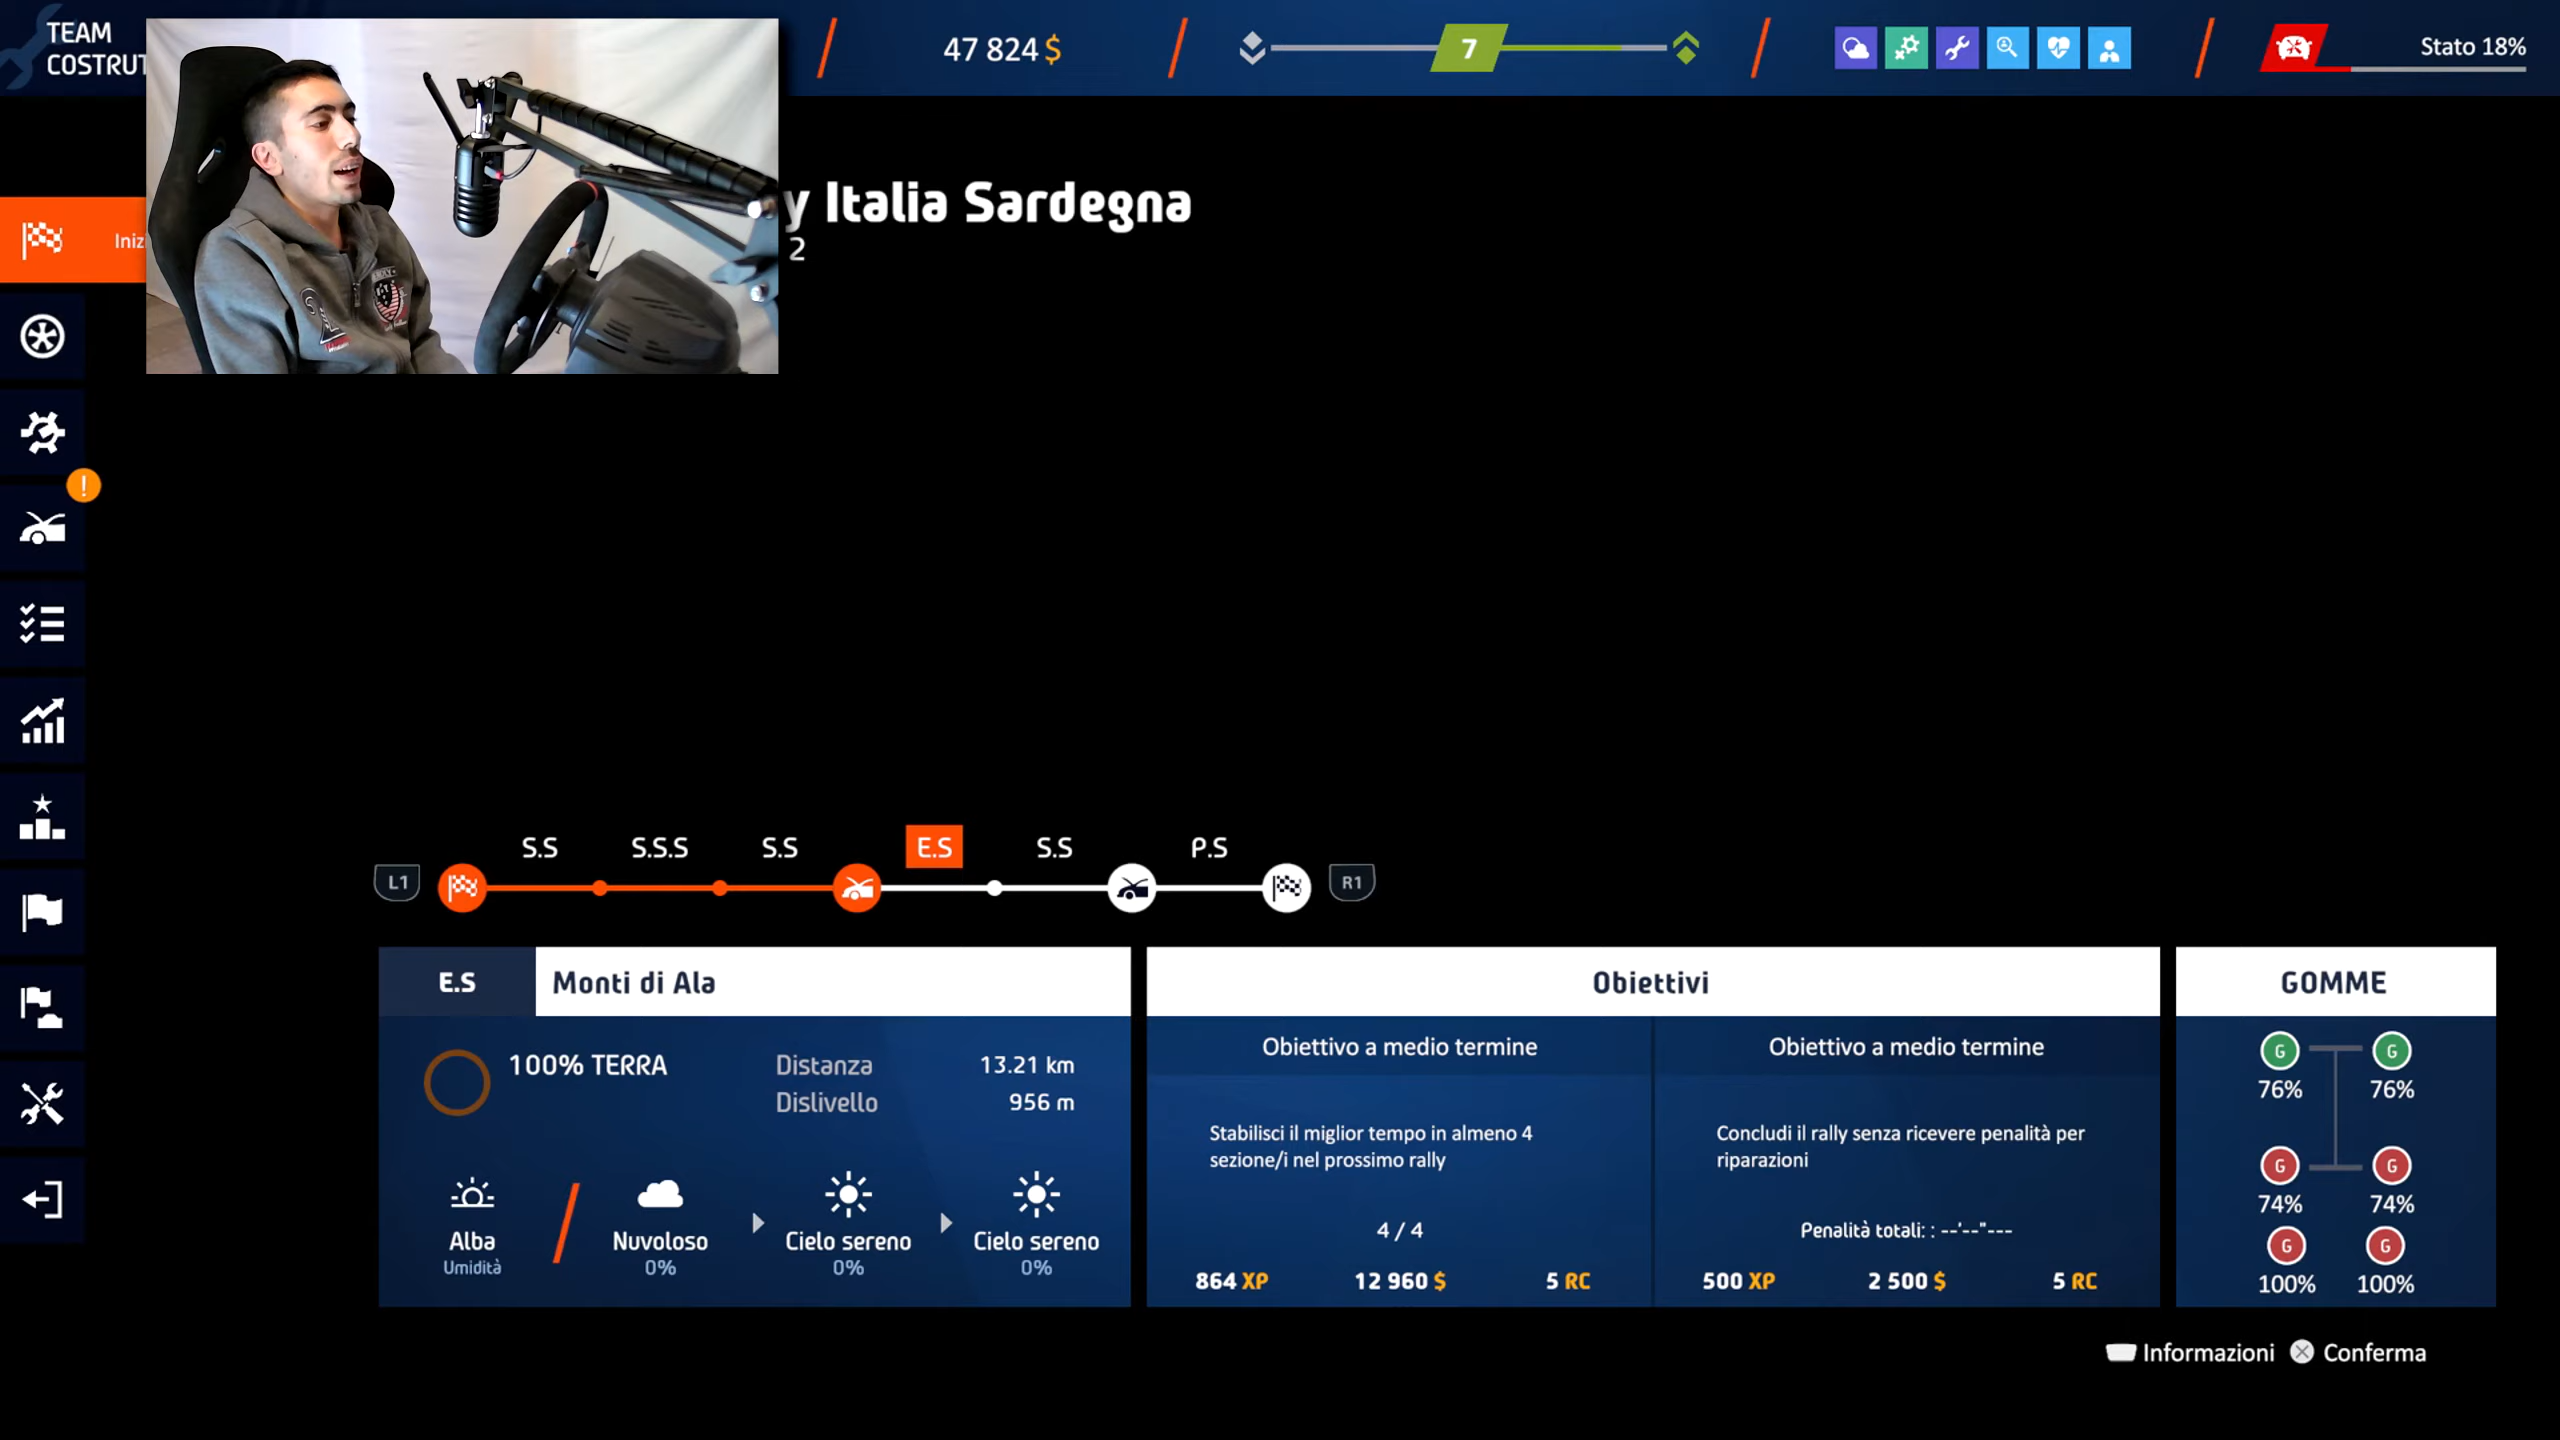 TEAM
COSTRUT
47 824 $
7
Stato 18%
y Italia Sardegna
2
Iniz
!
S.S
S.S.S
S.S
E.S
S.S
P.S
L1
R1
E.S
Monti di Ala
100% TERRA
Distanza
13.21 km
Dislivello
956 m
Alba
Umidità
Nuvoloso
0%
Cielo sereno
0%
Cielo sereno
0%
Obiettivi
Obiettivo a medio termine
Stabilisci il miglior tempo in almeno 4
sezione/i nel prossimo rally
4 / 4
864 XP
12 960 $
5 RC
Obiettivo a medio termine
Concludi il rally senza ricevere penalità per
riparazioni
Penalità totali: : --'--"---
500 XP
2 500 $
5 RC
GOMME
G
G
76%
76%
G
G
74%
74%
G
G
100%
100%
Informazioni
Conferma